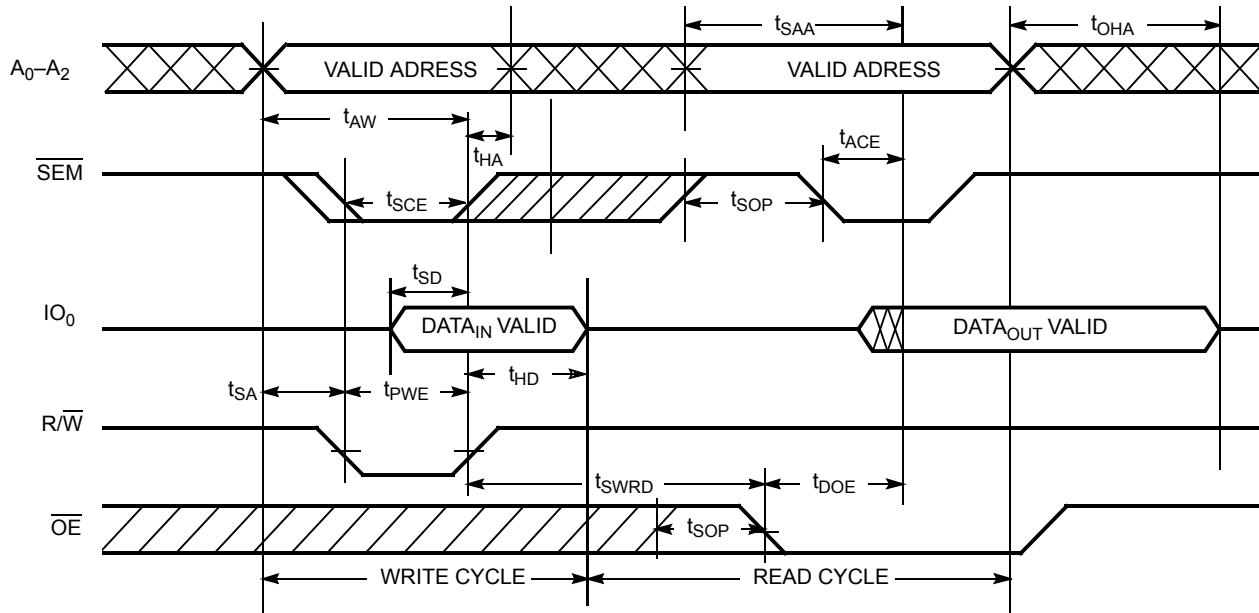 tSAA tOHA
A0–A2 VALID ADRESS VALID ADRESS
tAW tHA tACE
SEM tSCE tSOP
tSD
IO0 DATAIN VALID DATAOUT VALID
tSA tPWE tHD
R/W
tSWRD tDOE
OE tSOP
WRITE CYCLE READ CYCLE